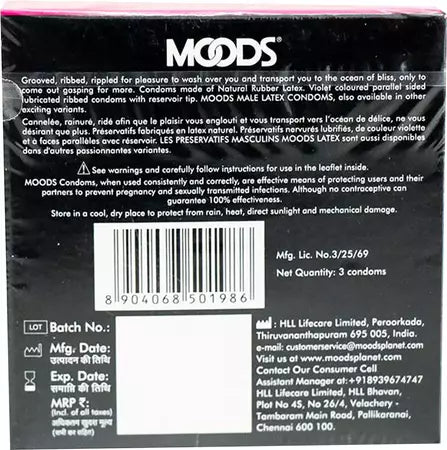 MOODS®
Grooved, ribbed, rippled for pleasure to wash over you and transport you to the ocean of bliss, only to
come out gasping for more. Condoms made of Natural Rubber Latex. Violet coloured parallel sided
lubricated ribbed condoms with reservoir tip. MOODS MALE LATEX CONDOMS, also available in other
exciting variants.
Cannelée, rainuré, ridé afin que le plaisir vous englouti et vous transport vers l'océan de délice, ne vous
désirant que plus. Préservatifs fabriqués en latex naturel. Préservatifs nervurés lubrifiés, de couleur violette
et à faces parallèles avec réservoir. LES PRESERVATIFS MASCULINS MOODS LATEX sont aussi disponibles
dans d'autres passionnantes variantes.
See warnings and carefully follow instructions for use in the leaflet inside.
MOODS Condoms, when used consistently and correctly, are effective means of protecting users and their
partners to prevent pregnancy and sexually transmitted infections. Although no contraceptive can
guarantee 100% effectiveness.
Store in a cool, dry place to protect from rain, heat, direct sunlight and mechanical damage.
Mfg. Lic. No.3/25/69
Net Quantity: 3 condoms
8 904068 501986
LOT Batch No.:
Mfg. Date:
उत्पादन की तिथि
Exp. Date:
समाप्ति की तिथि
MRP ₹:
(Incl. of all taxes)
अधिकतम खुदरा मूल्य
(सभी कर सहित)
: HLL Lifecare Limited, Peroorkada,
Thiruvananthapuram 695 005, India.
e-mail: customerservice@moodsplanet.com
Visit us at www.moodsplanet.com
Contact Our Consumer Cell
Assistant Manager at:+918939674747
HLL Lifecare Limited, HLL Bhavan,
Plot No 4S, No 26/4, Velachery -
Tambaram Main Road, Pallikaranai,
Chennai 600 100.